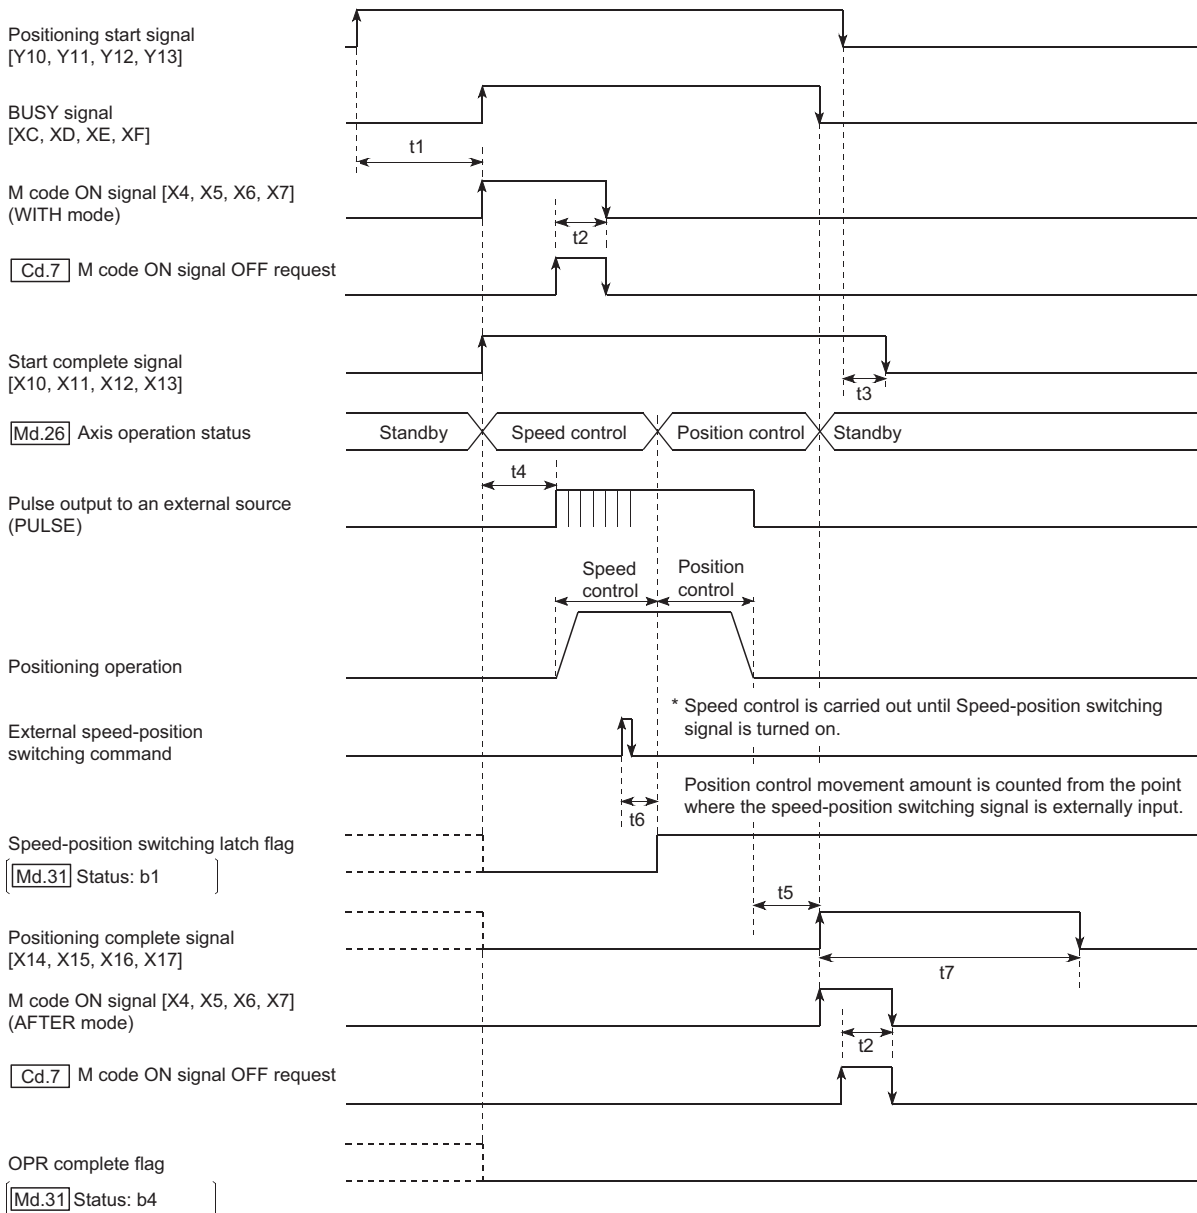 Positioning start signal
[Y10, Y11, Y12, Y13]
BUSY signal
[XC, XD, XE, XF]
t1
M code ON signal [X4, X5, X6, X7]
(WITH mode)
t2
Cd.7 M code ON signal OFF request
Start complete signal
[X10, X11, X12, X13]
t3
Md.26 Axis operation status
Standby
Speed control
Position control
Standby
t4
Pulse output to an external source
(PULSE)
Speed
control
Position
control
Positioning operation
* Speed control is carried out until Speed-position switching
signal is turned on.
External speed-position
switching command
Position control movement amount is counted from the point
where the speed-position switching signal is externally input.
t6
Speed-position switching latch flag
Md.31 Status: b1
t5
Positioning complete signal
[X14, X15, X16, X17]
t7
M code ON signal [X4, X5, X6, X7]
(AFTER mode)
t2
Cd.7 M code ON signal OFF request
OPR complete flag
Md.31 Status: b4